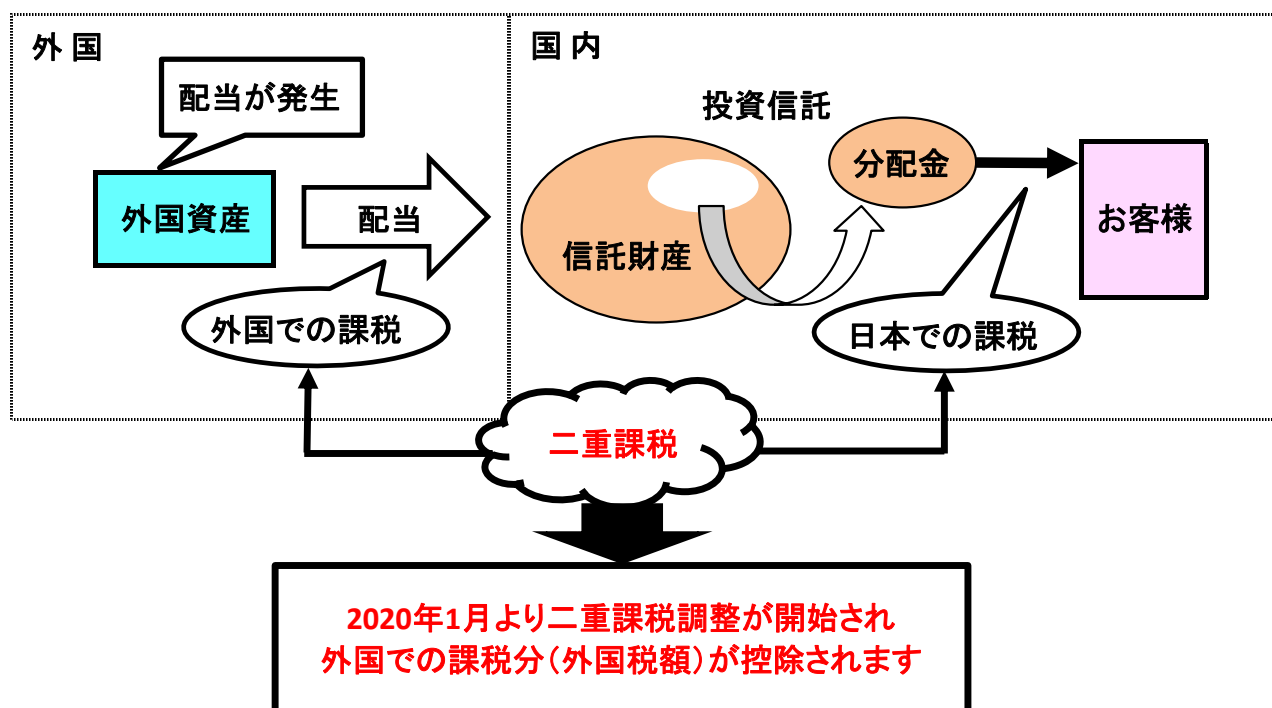 外国
配当が発生
外国資産
配当
外国での課税
国内
投資信託
信託財産
分配金
お客様
日本での課税
二重課税
2020年1月より二重課税調整が開始され
外国での課税分（外国税額）が控除されます